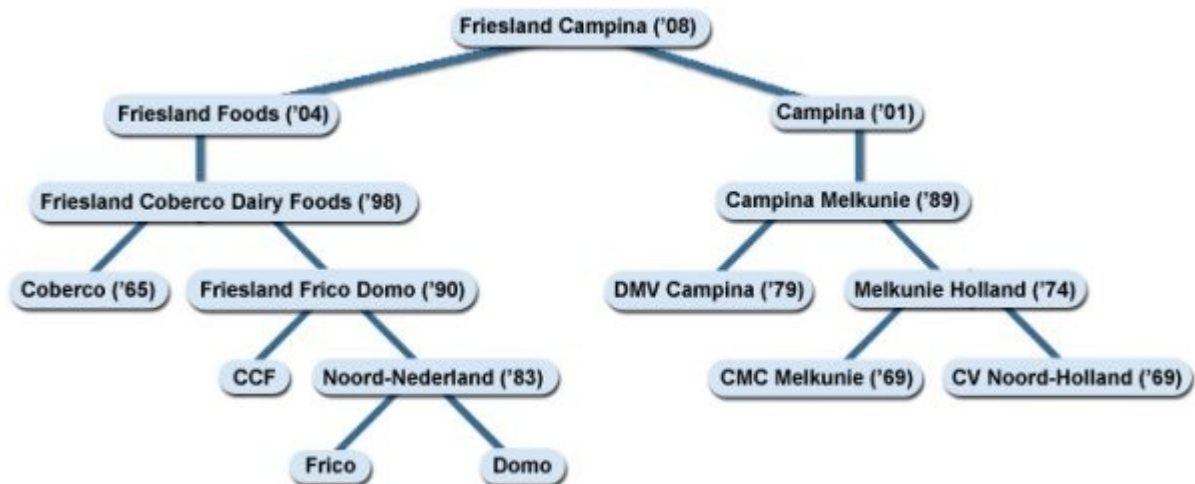 Friesland Campina ('08)
Friesland Foods ('04)
Campina ('01)
Friesland Coberco Dairy Foods ('98)
Campina Melkunie ('89)
Coberco ('65)
Friesland Frico Domo ('90)
DMV Campina ('79)
Melkunie Holland ('74)
CCF
Noord-Nederland ('83)
CMC Melkunie ('69)
CV Noord-Holland ('69)
Frico
Domo